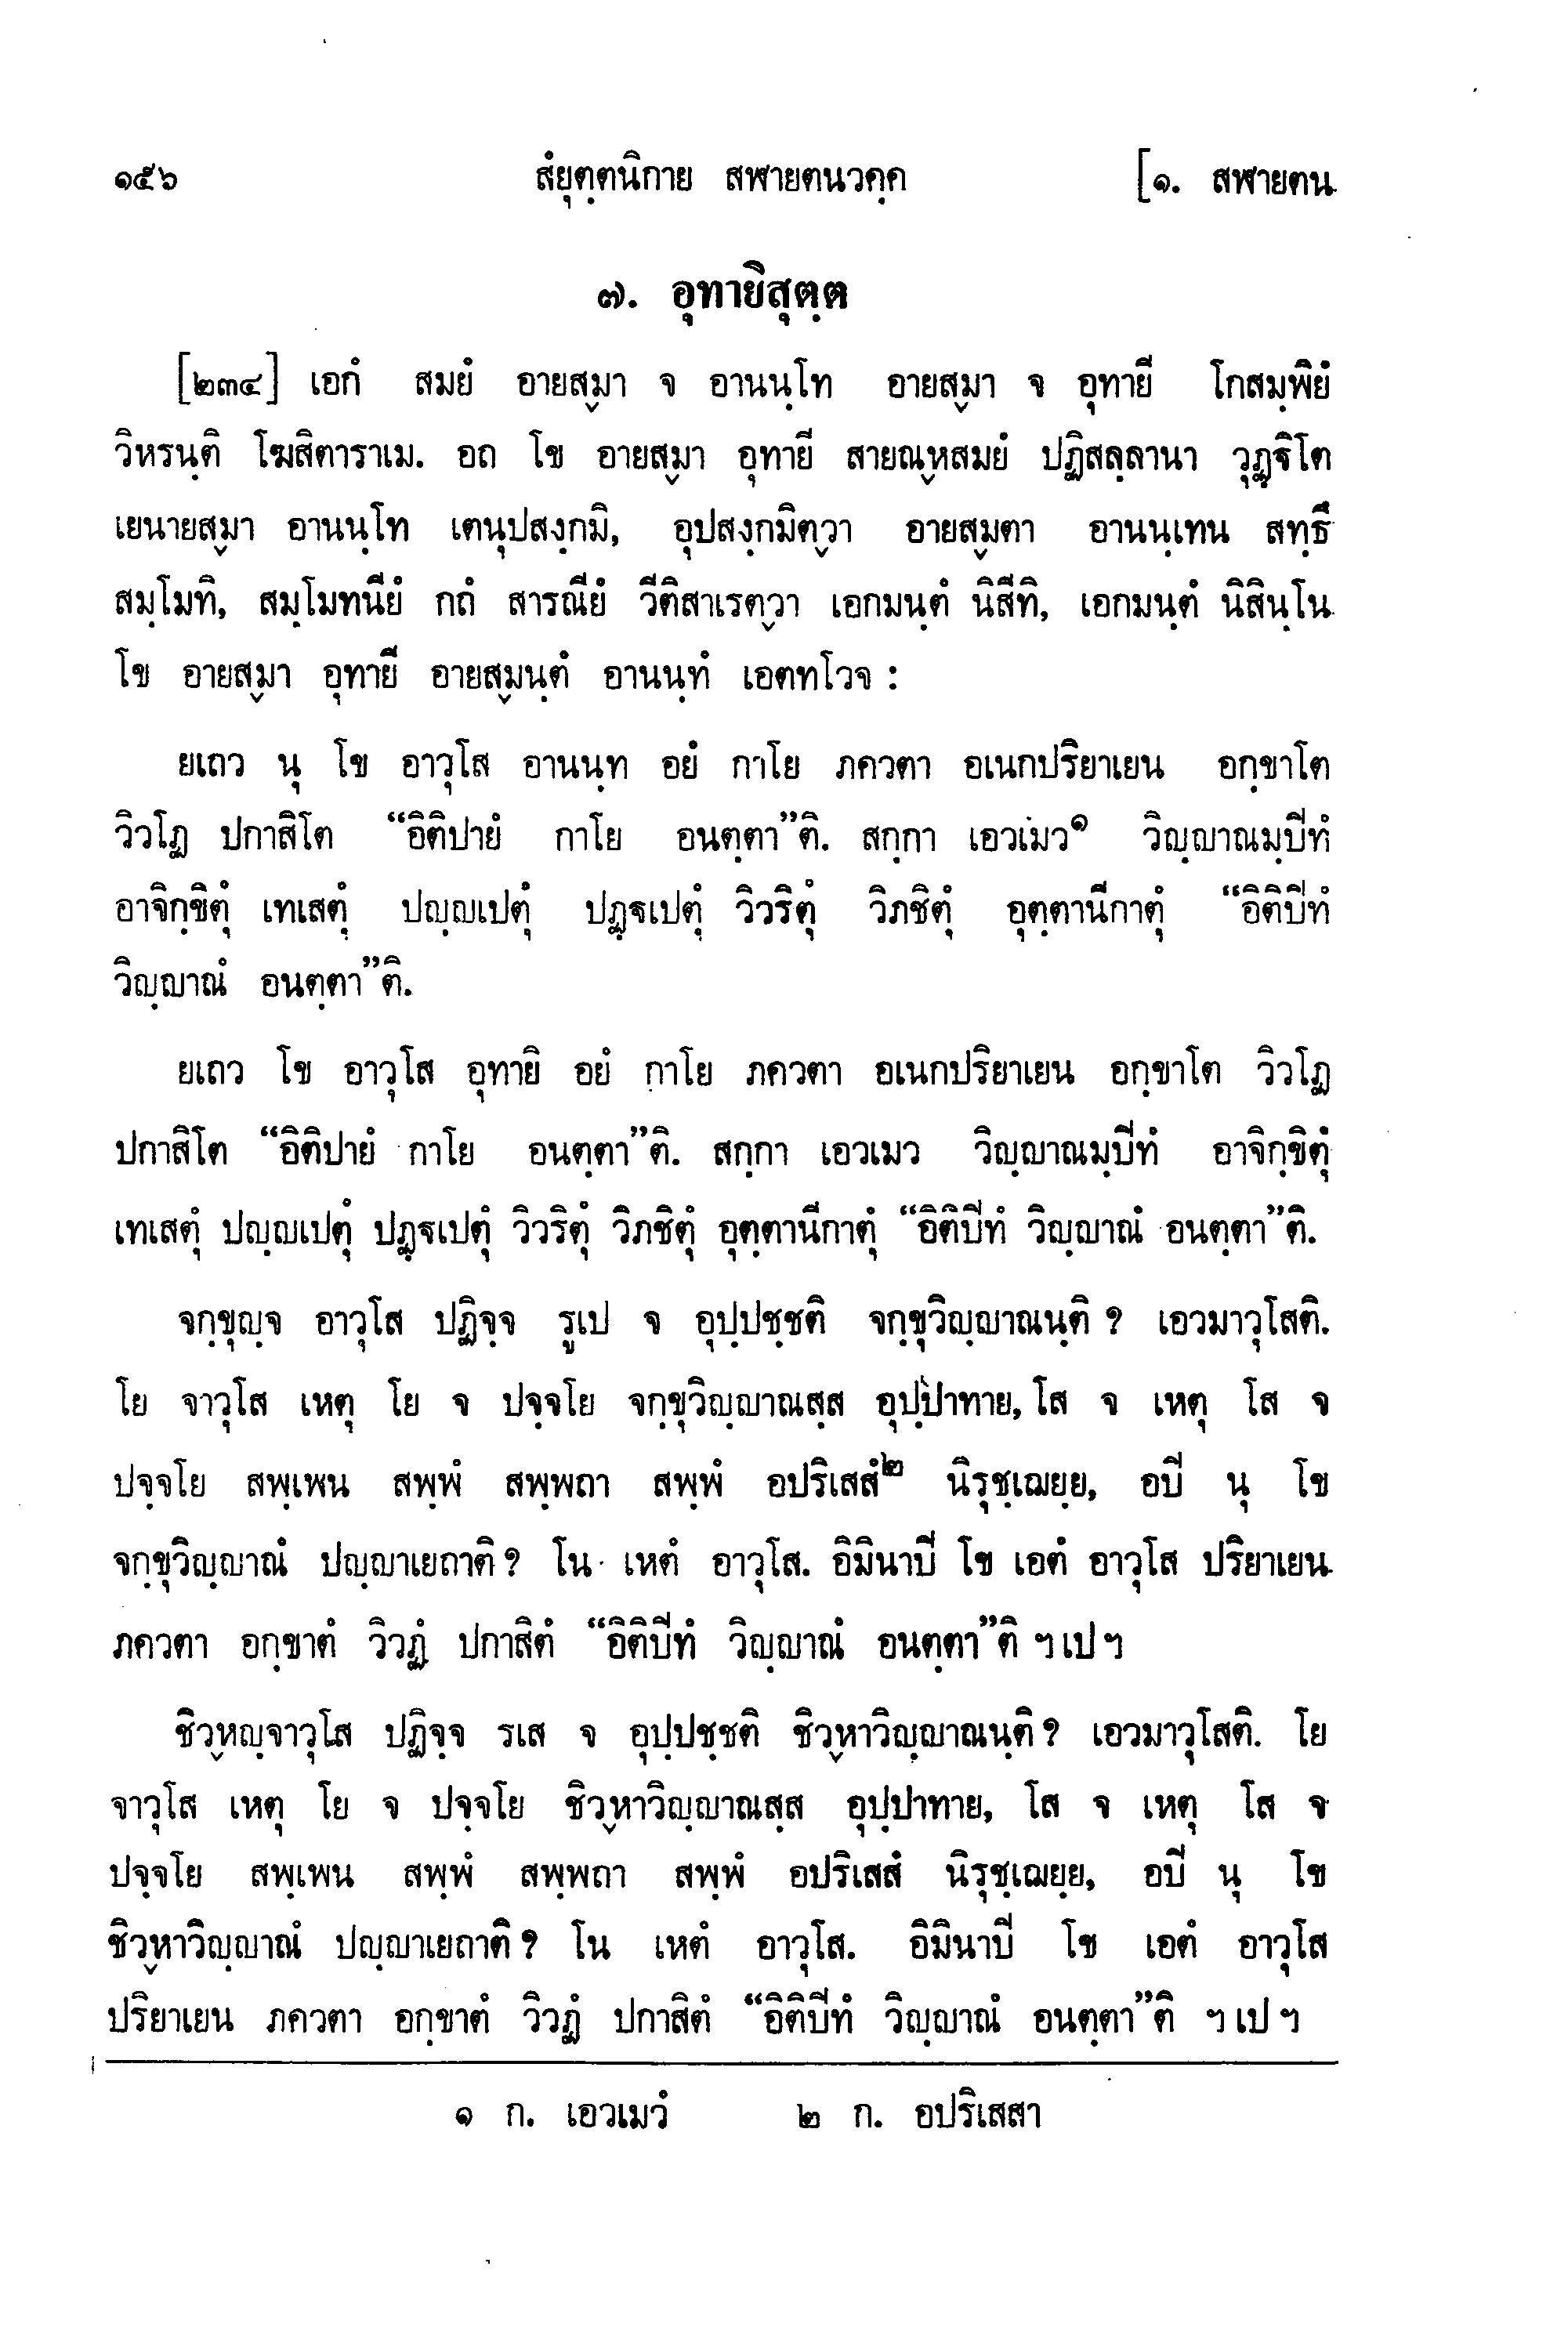 ๑๕๖ สํยุตฺตนิกาย สฬายตนวคฺค [๑. สฬายตน
๗. อุทายิสุตฺต
[๒๓๔] เอกํ สมยํ อายสฺมา จ อานนฺโท อายสฺมา จ อุทายี โกสมฺพิยํ
วิหรนฺติ โฆสิตาราเม. อถ โข อายสฺมา อุทายี สายณฺหสมยํ ปฏิสลฺลานา วุฏฺฐิโต
เยนายสฺมา อานนฺโท เตนุปสงฺกมิ, อุปสงฺกมิตฺวา อายสฺมตา อานนฺเทน สทฺธึ
สมฺโมทิ, สมฺโมทนียํ กถํ สารณียํ วีติสาเรตฺวา เอกมนฺตํ นิสีทิ, เอกมนฺตํ นิสินฺโน
โข อายสฺมา อุทายี อายสฺมนฺตํ อานนฺทํ เอตทโวจ :
ยเถว นุ โข อาวุโส อานนฺท อยํ กาโย ภควตา อเนกปริยาเยน อกฺขาโต
วิวโฏ ปกาสิโต “อิติปายํ กาโย อนตฺตา”ติ. สกฺกา เอวเมว๑ วิญฺญาณมฺปีทํ
อาจิกฺขิตุํ เทเสตุํ ปญฺญเปตุํ ปฏฺฐเปตุํ วิวริตุํ วิภชิตุํ อุตฺตานีกาตุํ “อิติปีทํ
วิญฺญาณํ อนตฺตา”ติ.
ยเถว โข อาวุโส อุทายิ อยํ กาโย ภควตา อเนกปริยาเยน อกฺขาโต วิวโฏ
ปกาสิโต “อิติปายํ กาโย อนตฺตา”ติ. สกฺกา เอวเมว วิญฺญาณมฺปีทํ อาจิกฺขิตุํ
เทเสตุํ ปญฺญเปตุํ ปฏฺฐเปตุํ วิวริตุํ วิภชิตุํ อุตฺตานีกาตุํ “อิติปีทํ วิญฺญาณํ อนตฺตา”ติ.
จกฺขุญฺจ อาวุโส ปฏิจฺจ รูเป จ อุปฺปชฺชติ จกฺขุวิญฺญาณนฺติ ? เอวมาวุโสติ.
โย จาวุโส เหตุ โย จ ปจฺจโย จกฺขุวิญฺญาณสฺส อุปฺปาทาย, โส จ เหตุ โส จ
ปจฺจโย สพฺเพน สพฺพํ สพฺพถา สพฺพํ อปริเสสํ๒ นิรุชฺเฌยฺย, อปี นุ โข
จกฺขุวิญฺญาณํ ปญฺญาเยถาติ ? โน เหตํ อาวุโส. อิมินาปี โข เอตํ อาวุโส ปริยาเยน
ภควตา อกฺขาตํ วิวฏํ ปกาสิตํ “อิติปีทํ วิญฺญาณํ อนตฺตา”ติ ฯ เป ฯ
ชิวฺหญฺจาวุโส ปฏิจฺจ รเส จ อุปฺปชฺชติ ชิวฺหาวิญฺญาณนฺติ ? เอวมาวุโสติ. โย
จาวุโส เหตุ โย จ ปจฺจโย ชิวฺหาวิญฺญาณสฺส อุปฺปาทาย, โส จ เหตุ โส จ
ปจฺจโย สพฺเพน สพฺพํ สพฺพถา สพฺพํ อปริเสสํ นิรุชฺเฌยฺย, อปี นุ โข
ชิวฺหาวิญฺญาณํ ปญฺญาเยถาติ ? โน เหตํ อาวุโส. อิมินาปี โข เอตํ อาวุโส
ปริยาเยน ภควตา อกฺขาตํ วิวฏํ ปกาสิตํ “อิติปีทํ วิญฺญาณํ อนตฺตา”ติ ฯ เป ฯ
๑ ก. เอวเมวํ ๒ ก. อปริเสสา